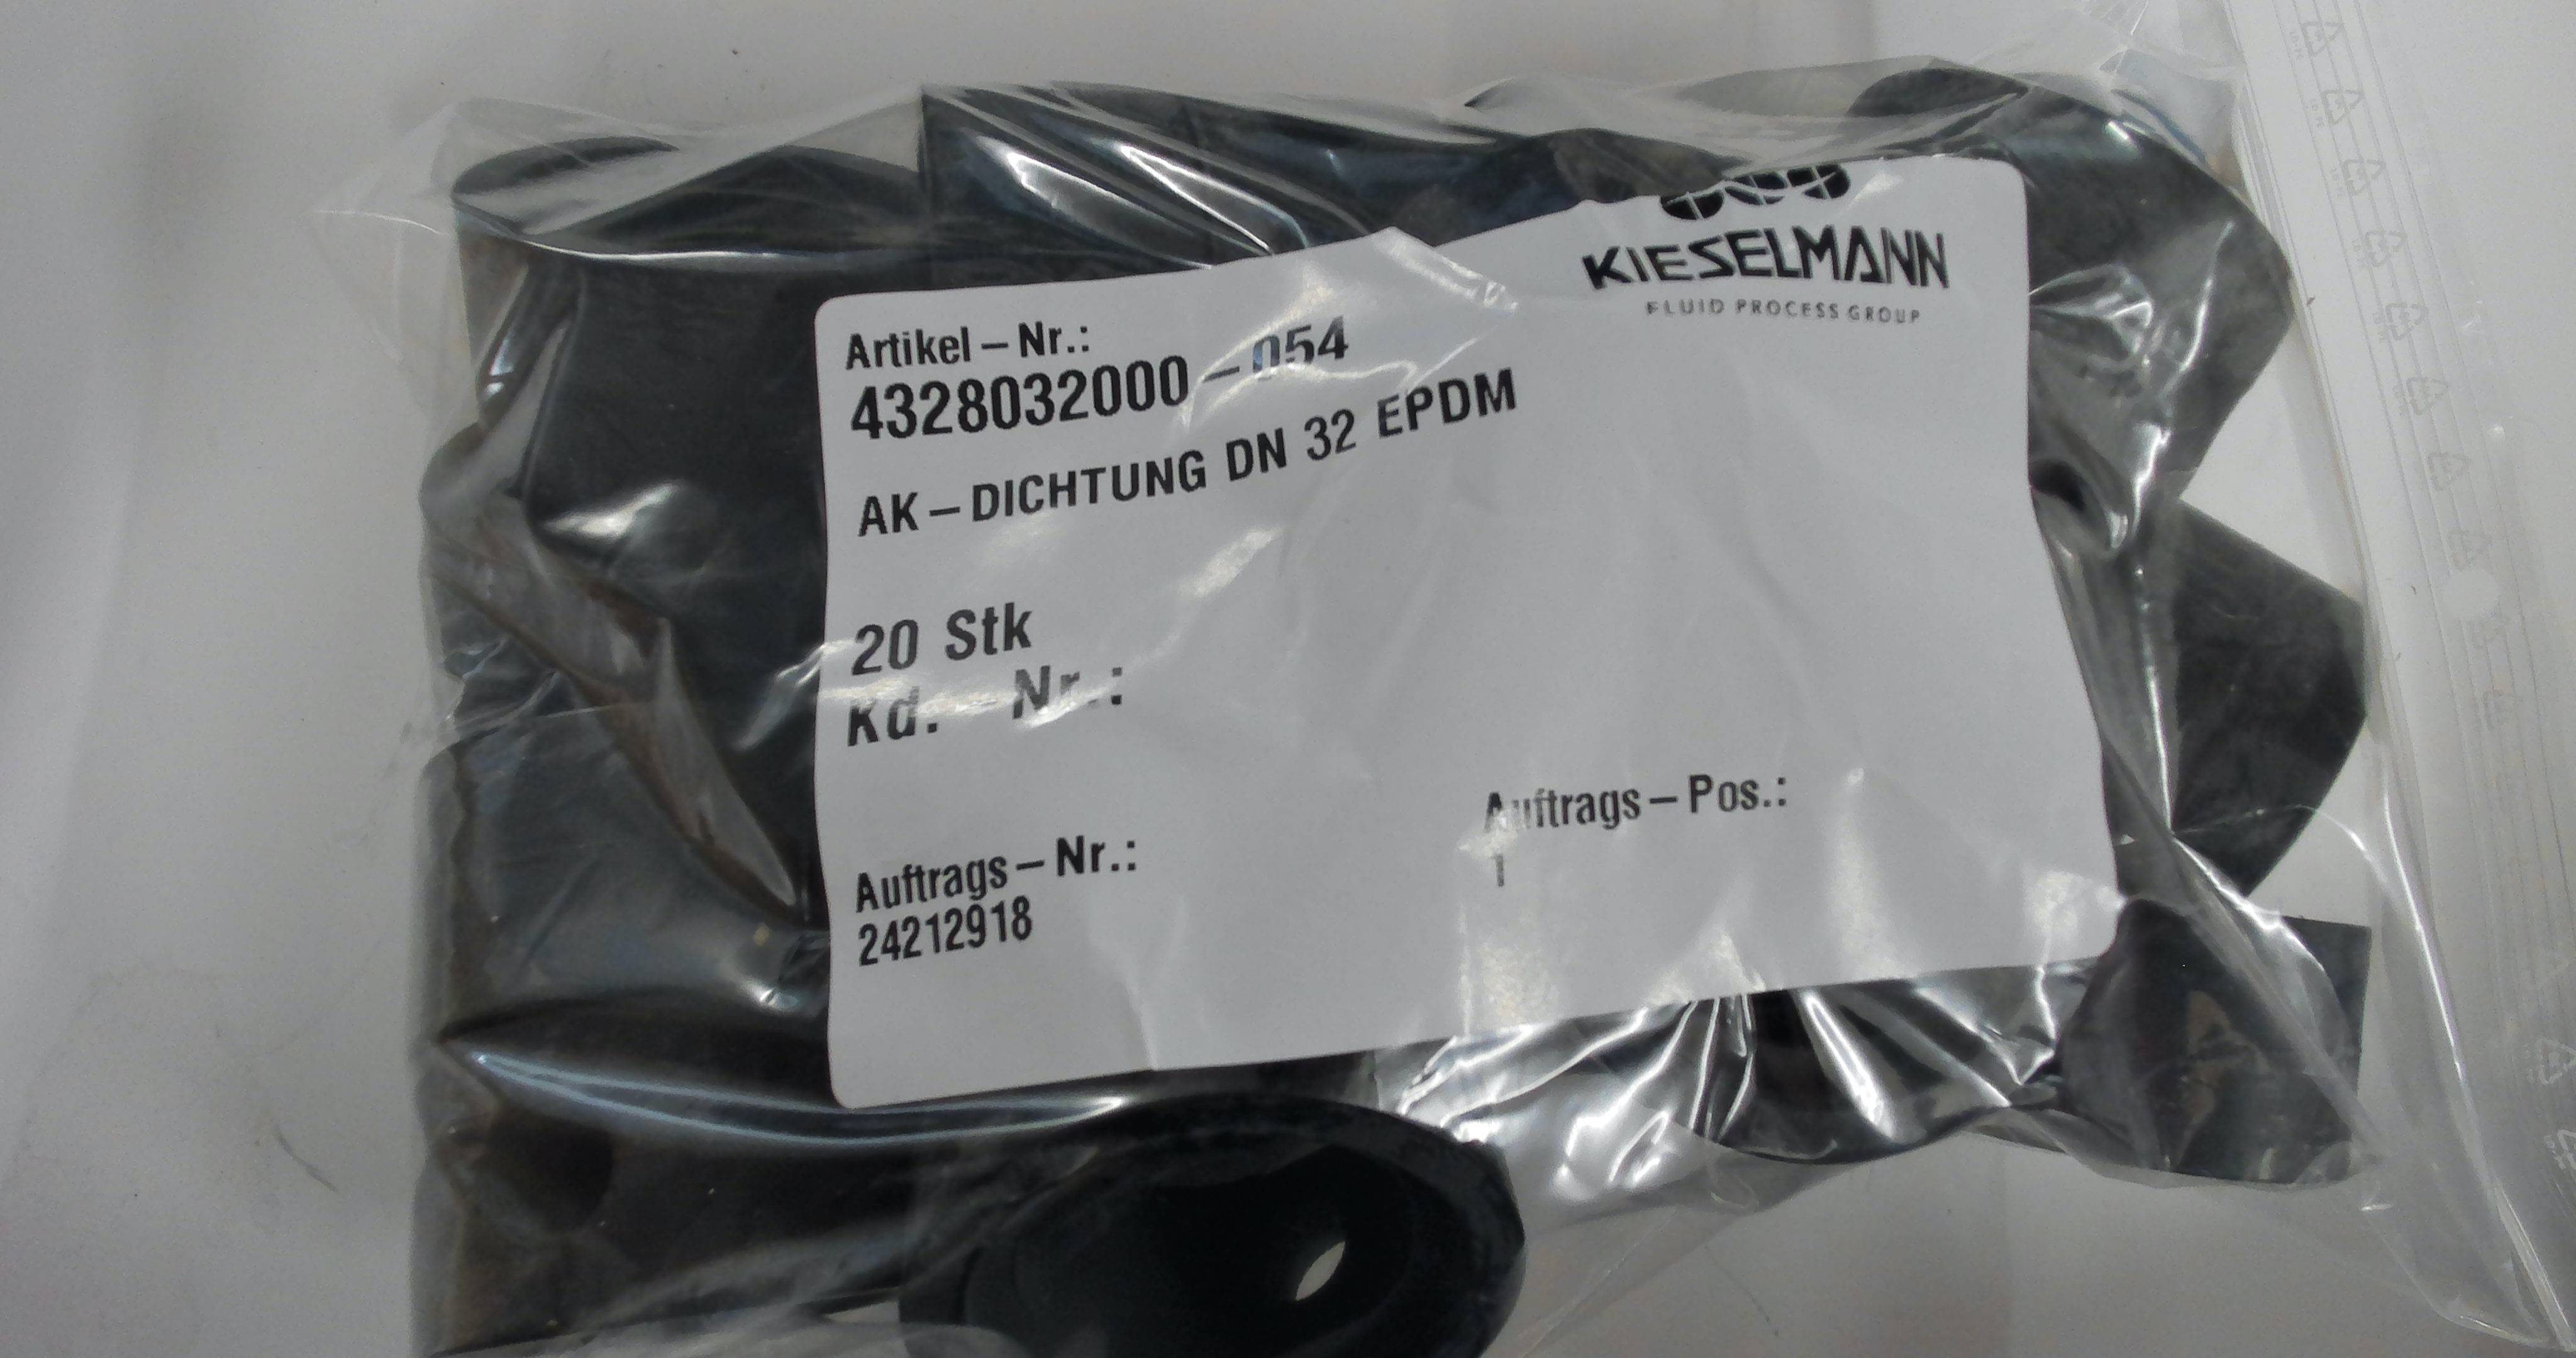 KIESELMANN
FLUID PROCESS GROUP
Artikel-Nr.:
4328032000-054
AK-DICHTUNG DN 32 EPDM
20 Stk
Kd.-Nr.:
Auftrags-Nr.:
24212918
Auftrags-Pos.:
1